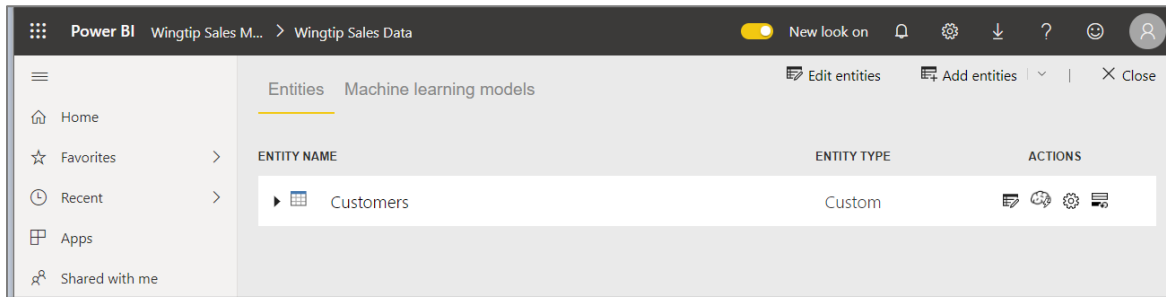 Power BI Wingtip Sales M... > Wingtip Sales Data New look on ?
Edit entities Add entities | Close
Entities Machine learning models
Home
Favorites
Recent
Apps
Shared with me
ENTITY NAME ENTITY TYPE ACTIONS
Customers Custom